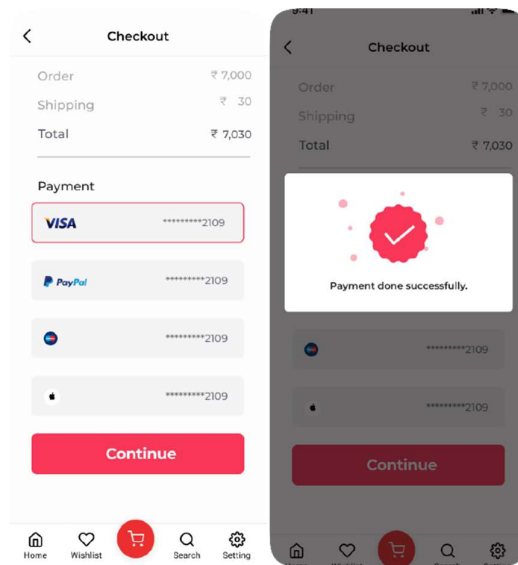 Checkout
Order ₹ 7,000
Shipping ₹ 30
Total ₹ 7,030
Payment
VISA *********2109
PayPal *********2109
*********2109
*********2109
Continue
Home Wishlist Search Setting
9:41
Checkout
Order ₹ 7,000
Shipping ₹ 30
Total ₹ 7,030
Payment done successfully.
*********2109
*********2109
Continue